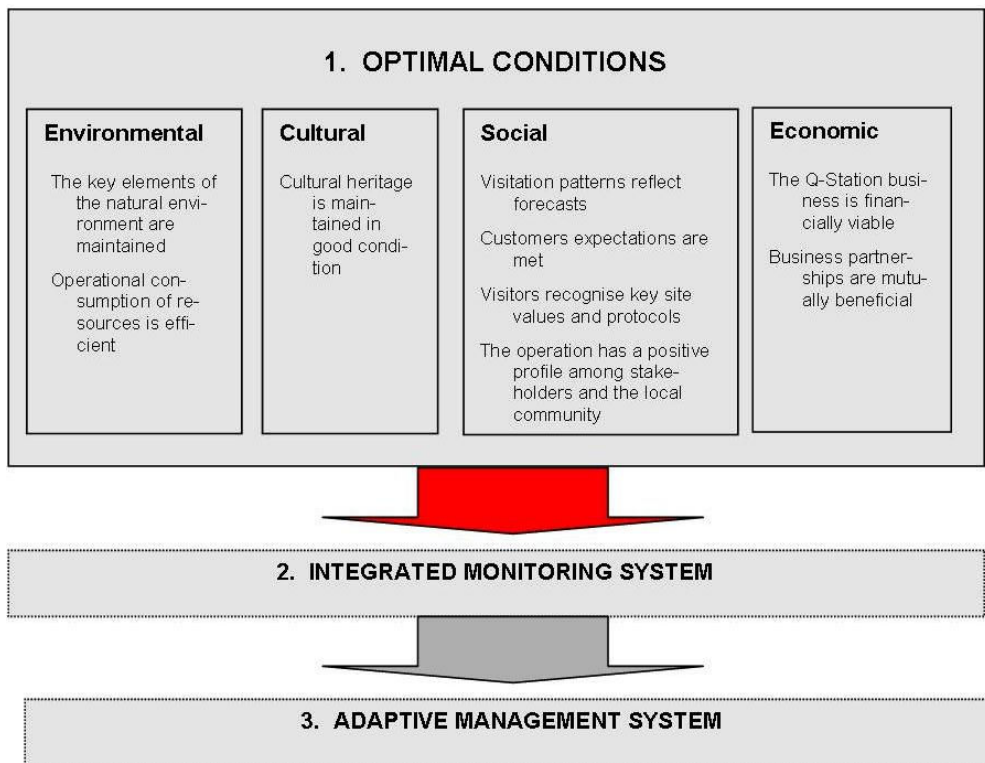 1. OPTIMAL CONDITIONS
Environmental
The key elements of
the natural envi-
ronment are
maintained
Operational con-
sumption of re-
sources is effi-
cient
Cultural
Cultural heritage
is main-
tained in
good condi-
tion
Social
Visitation patterns reflect
forecasts
Customers expectations are
met
Visitors recognise key site
values and protocols
The operation has a positive
profile among stake-
holders and the local
community
Economic
The Q-Station busi-
ness is finan-
cially viable
Business partner-
ships are mutu-
ally beneficial
2. INTEGRATED MONITORING SYSTEM
3. ADAPTIVE MANAGEMENT SYSTEM